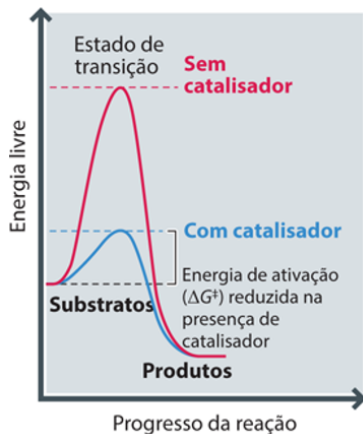 Energia livre
Estado de
transição
Sem
catalisador
Com catalisador
Energia de ativação
(ΔG‡) reduzida na
presença de
catalisador
Substratos
Produtos
Progresso da reação